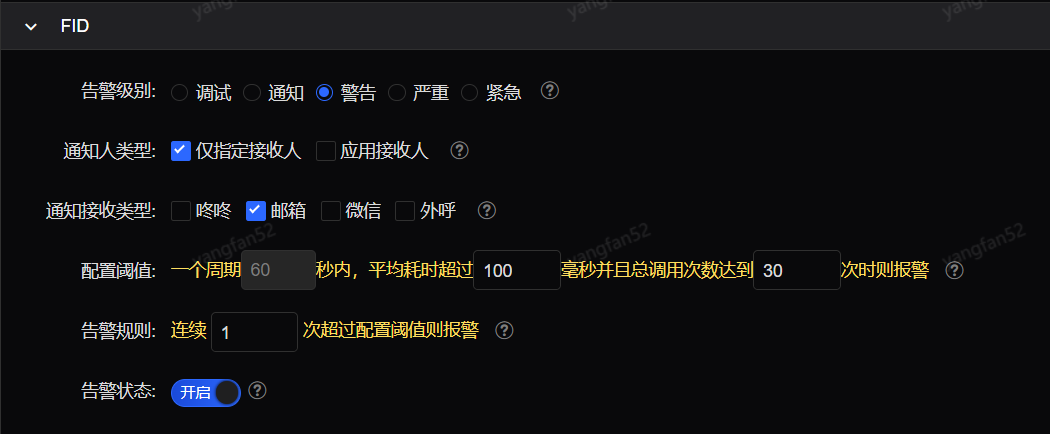 yangfan52 yangfan52 yangfan52
FID
告警级别: 调试 通知 警告 严重 紧急 ?
通知人类型: 仅指定接收人 应用接收人 ?
通知接收类型: 咚咚 邮箱 微信 外呼 ?
yangfan52 yangfan52 yangfan52
配置阈值: 一个周期 60 秒内，平均耗时超过 100 毫秒并且总调用次数达到 30 次时则报警 ?
告警规则: 连续 1 次超过配置阈值则报警 ?
告警状态: 开启 ?